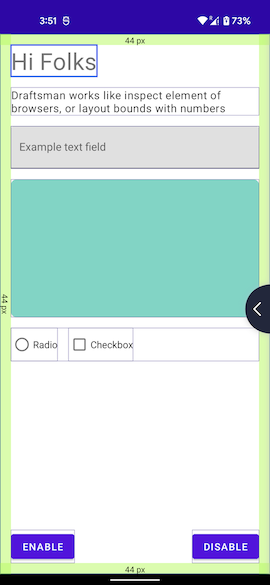 3:51
73%
44 px
Hi Folks
Draftsman works like inspect element of
browsers, or layout bounds with numbers
Example text field
44 px
Radio
Checkbox
ENABLE
DISABLE
44 px